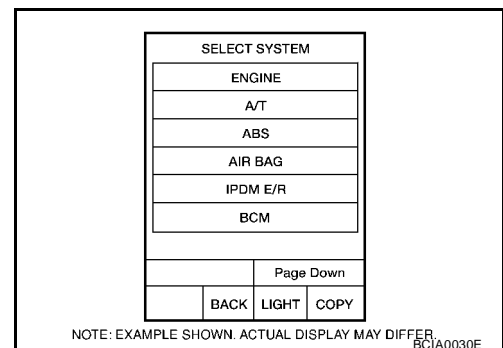 SELECT SYSTEM
ENGINE
A/T
ABS
AIR BAG
IPDM E/R
BCM
Page Down
BACK LIGHT COPY
NOTE: EXAMPLE SHOWN. ACTUAL DISPLAY MAY DIFFER.
BCIA0030E